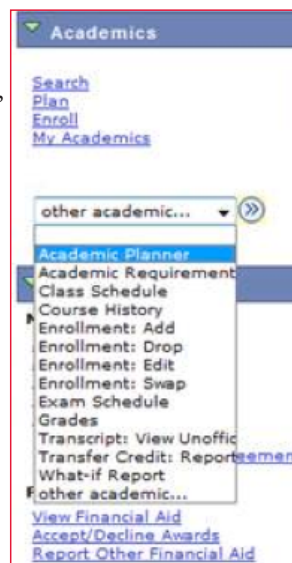 Academics
Search
Plan
Enroll
My Academics
other academic...
Academic Planner
Academic Requirement
Class Schedule
Course History
Enrollment: Add
Enrollment: Drop
Enrollment: Edit
Enrollment: Swap
Exam Schedule
Grades
Transcript: View Unoffic
Transfer Credit: Report
What-if Report
other academic...
View Financial Aid
Accept/Decline Awards
Report Other Financial Aid